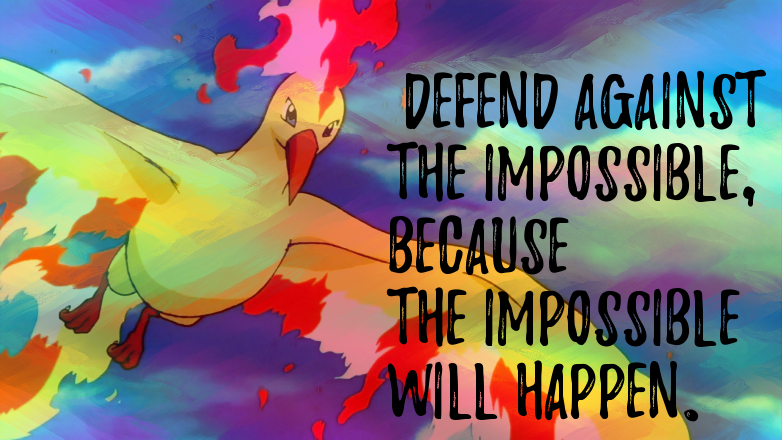 DEFEND AGAINST
THE IMPOSSIBLE,
BECAUSE
THE IMPOSSIBLE
WILL HAPPEN.